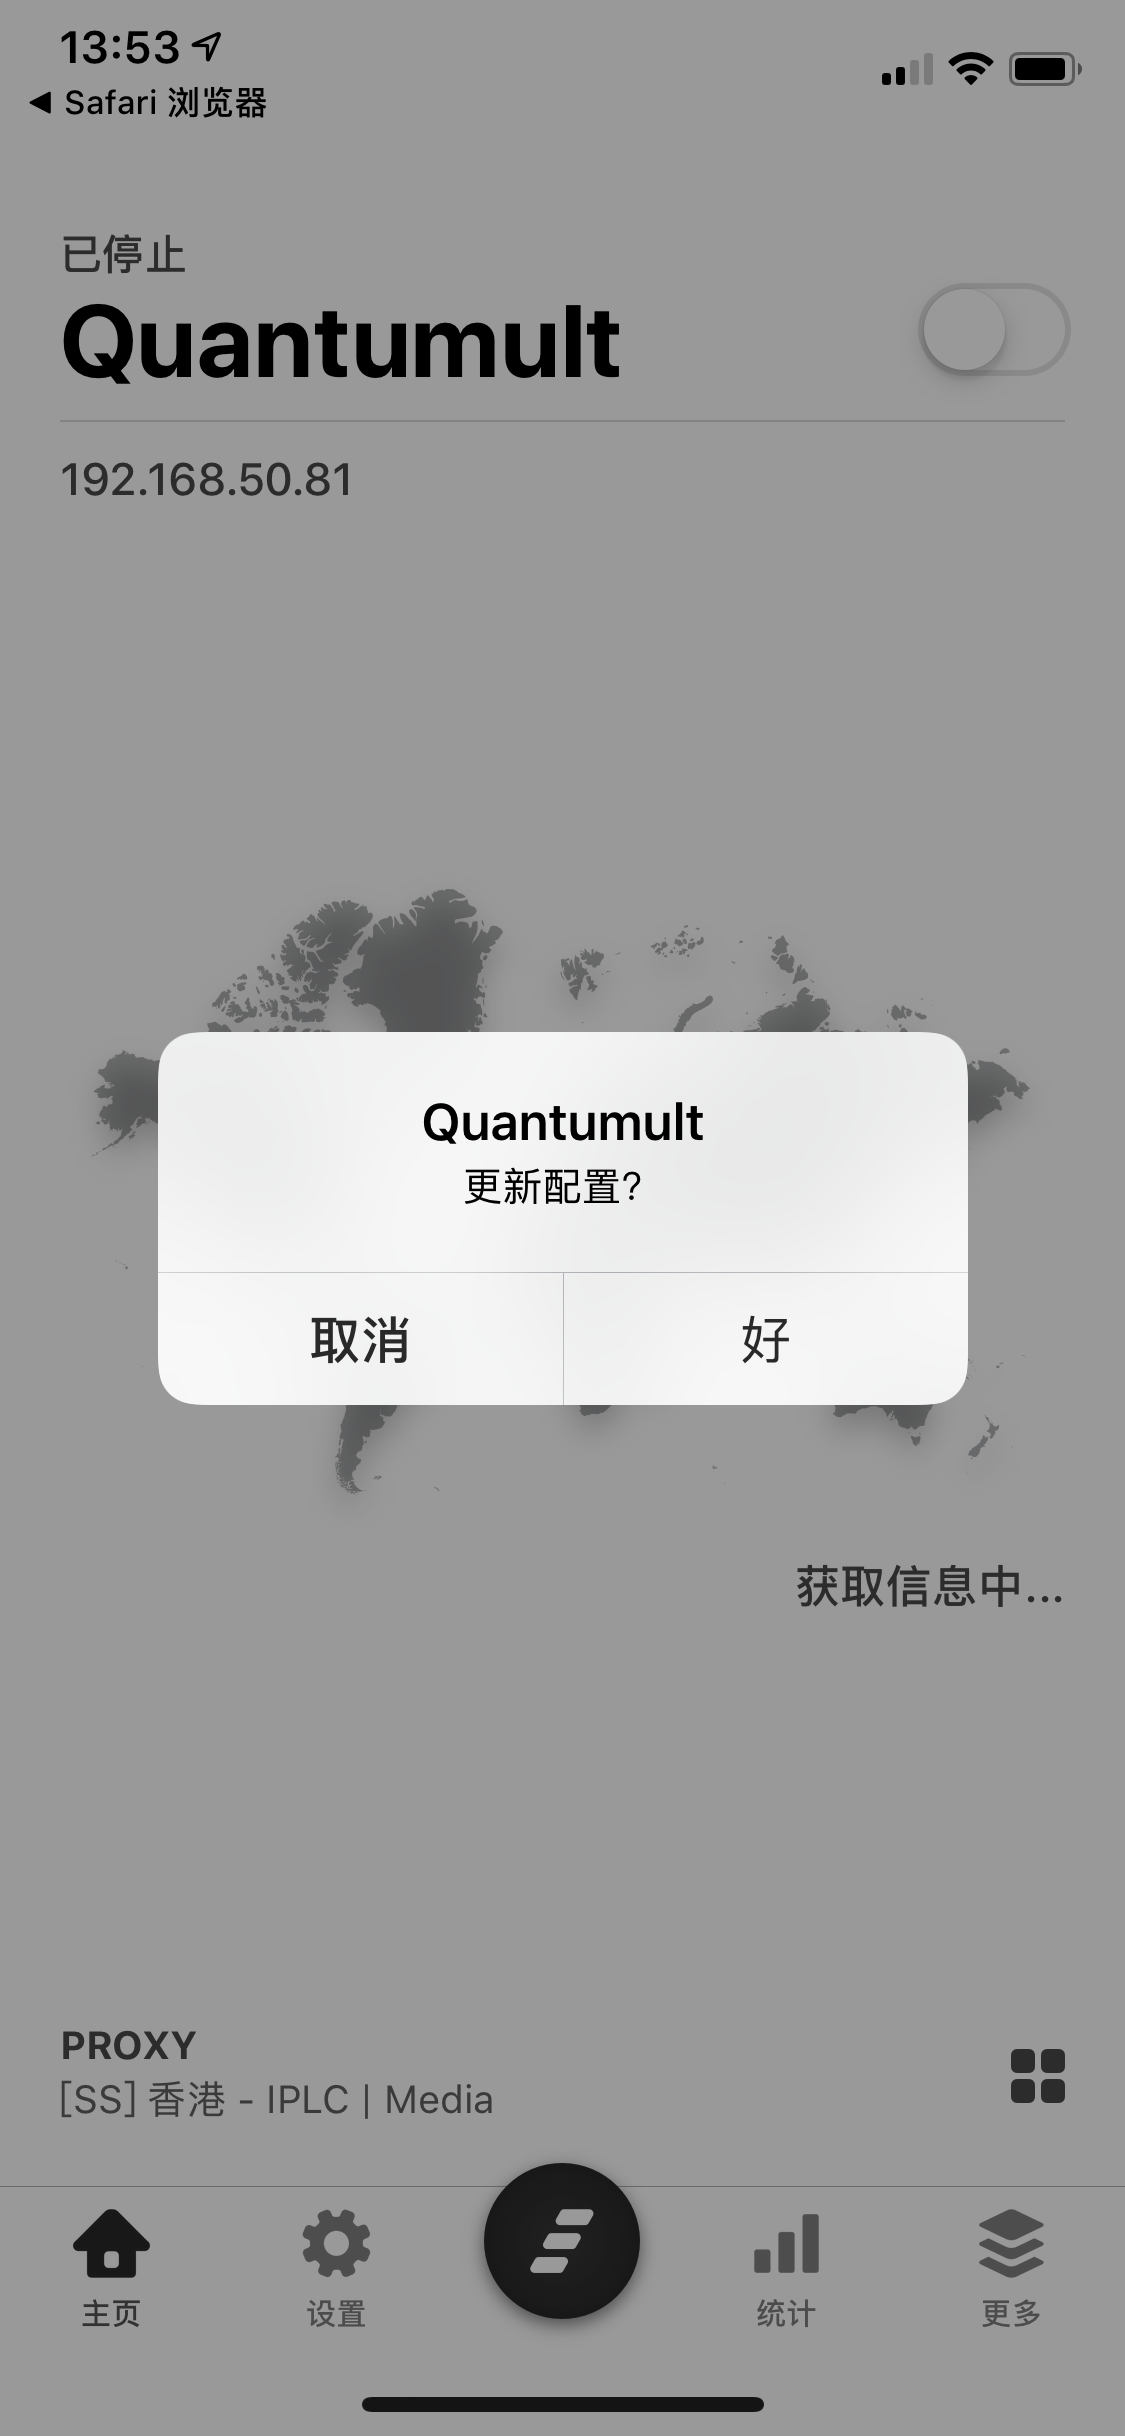 13:53
Safari 浏览器
已停止
Quantumult
192.168.50.81
Quantumult
更新配置?
取消
好
获取信息中...
PROXY
[SS] 香港 - IPLC | Media
主页
设置
统计
更多